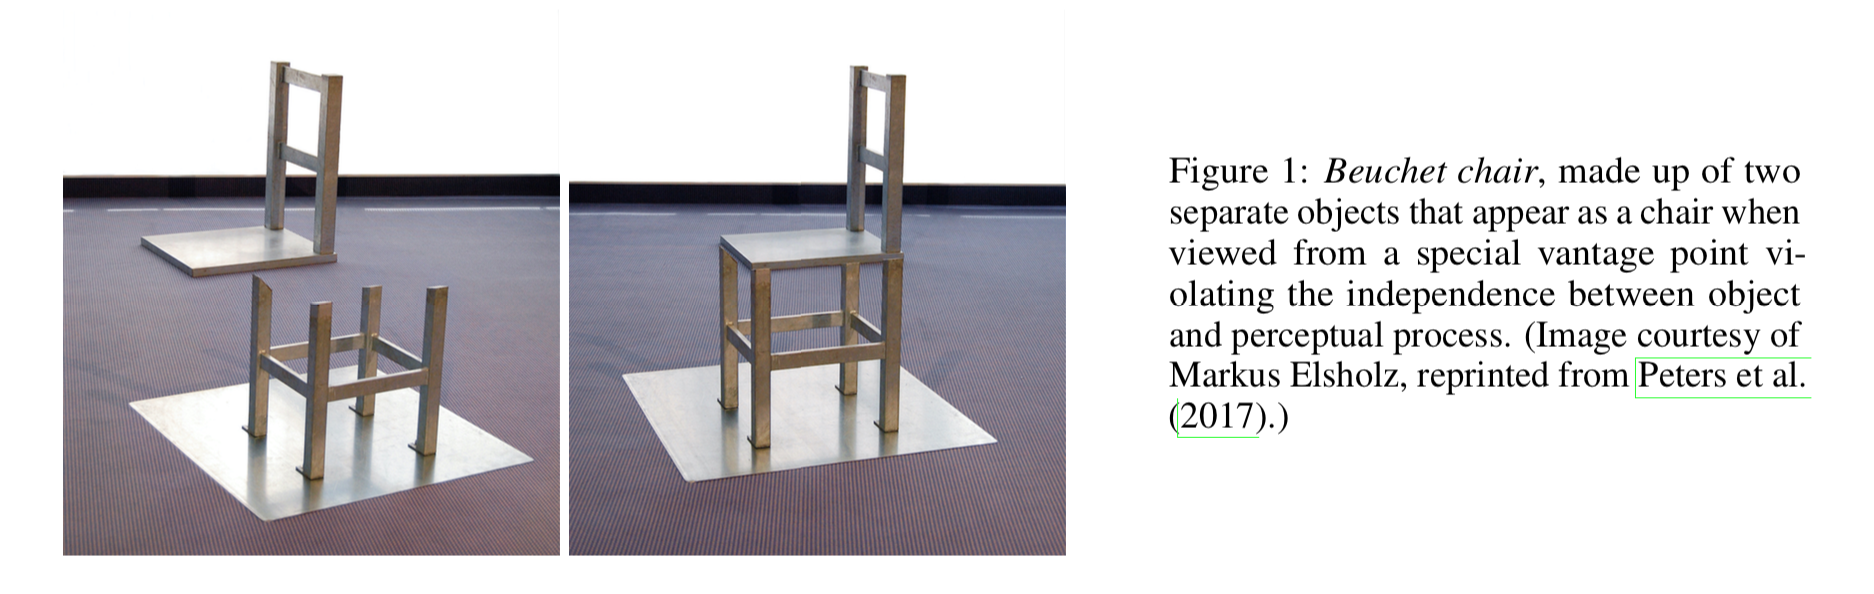 Figure 1: Beuchet chair, made up of two
separate objects that appear as a chair when
viewed from a special vantage point vi-
olating the independence between object
and perceptual process. (Image courtesy of
Markus Elsholz, reprinted from Peters et al.
(2017).)